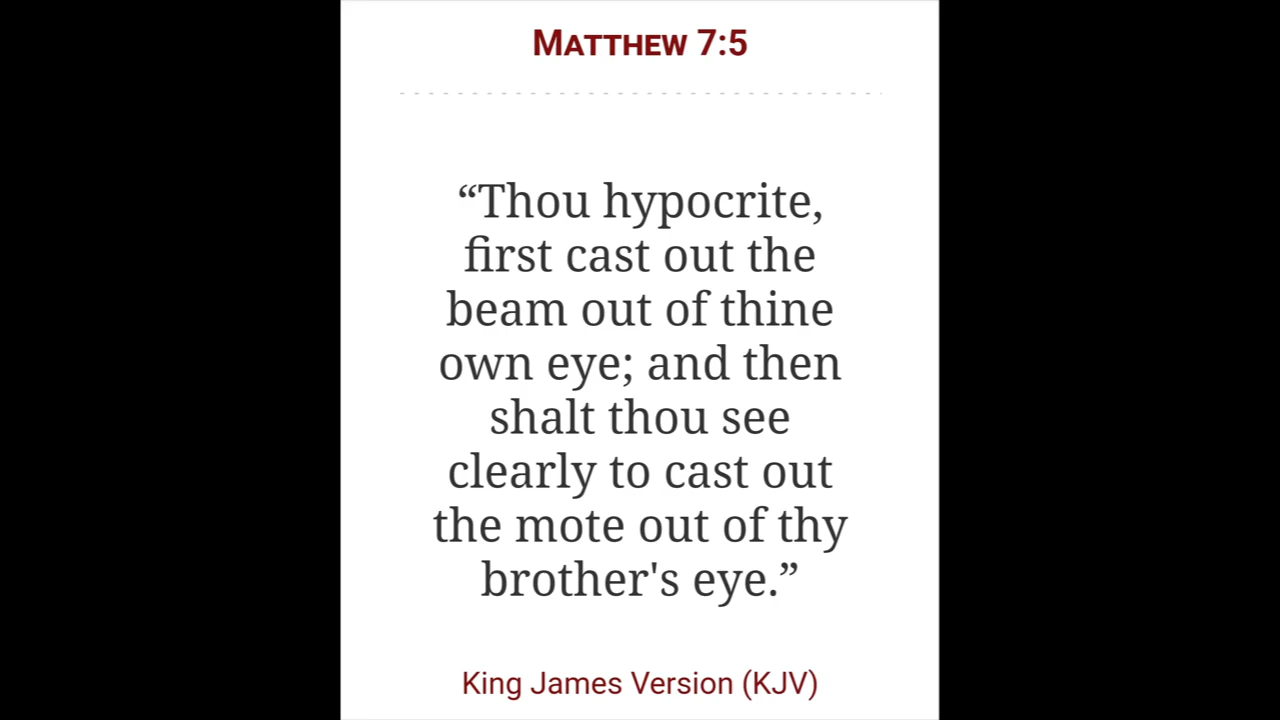 Matthew 7:5
“Thou hypocrite,
first cast out the
beam out of thine
own eye; and then
shalt thou see
clearly to cast out
the mote out of thy
brother's eye.”
King James Version (KJV)